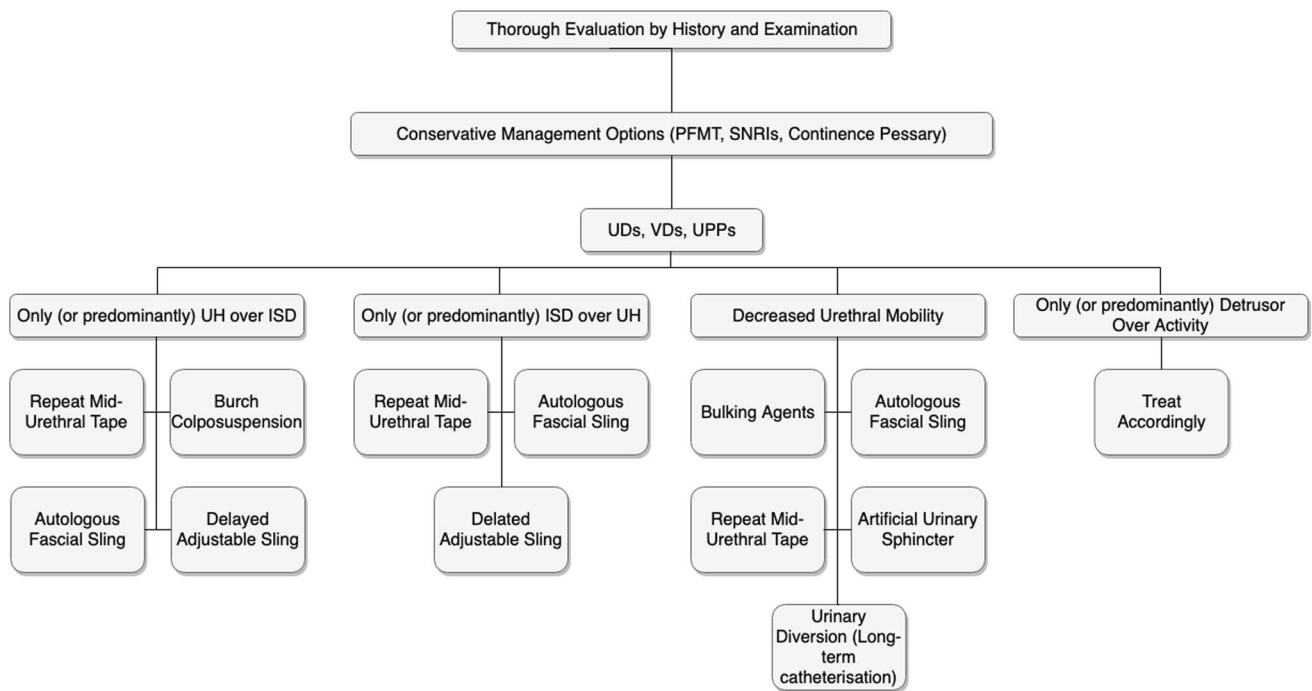 Thorough Evaluation by History and Examination
Conservative Management Options (PFMT, SNRIs, Continence Pessary)
UDs, VDs, UPPs
Only (or predominantly) UH over ISD
Repeat Mid-
Urethral Tape
Burch
Colposuspension
Autologous
Fascial Sling
Delayed
Adjustable Sling
Only (or predominantly) ISD over UH
Repeat Mid-
Urethral Tape
Autologous
Fascial Sling
Delated
Adjustable Sling
Decreased Urethral Mobility
Bulking Agents
Autologous
Fascial Sling
Repeat Mid-
Urethral Tape
Artificial Urinary
Sphincter
Urinary
Diversion (Long-
term
catheterisation)
Only (or predominantly) Detrusor
Over Activity
Treat
Accordingly